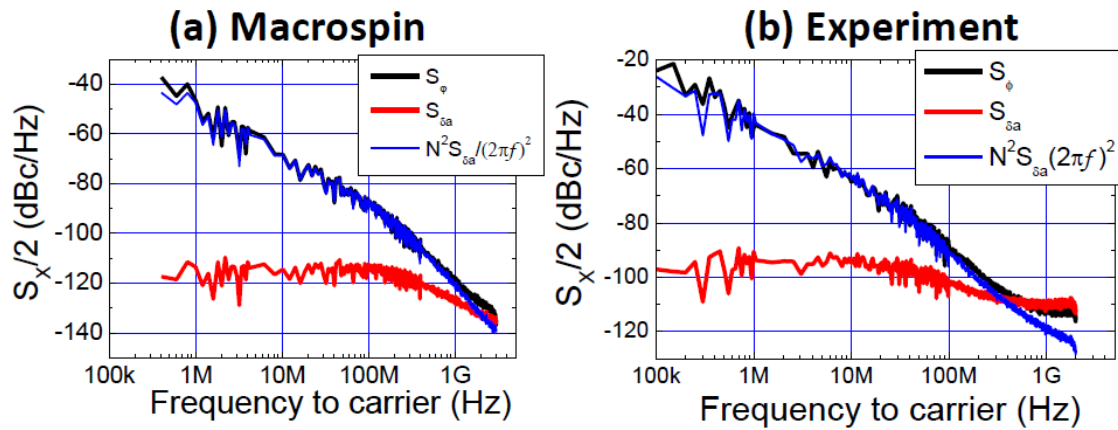 (a) Macrospin
S_φ
S_δa
N²S_δa/(2πf)²
-40
-60
-80
-100
-120
-140
S_x/2 (dBc/Hz)
100k 1M 10M 100M 1G
Frequency to carrier (Hz)
(b) Experiment
S_ϕ
S_δa
N²S_δa(2πf)²
-20
-40
-60
-80
-100
-120
S_x/2 (dBc/Hz)
100k 1M 10M 100M 1G
Frequency to carrier (Hz)